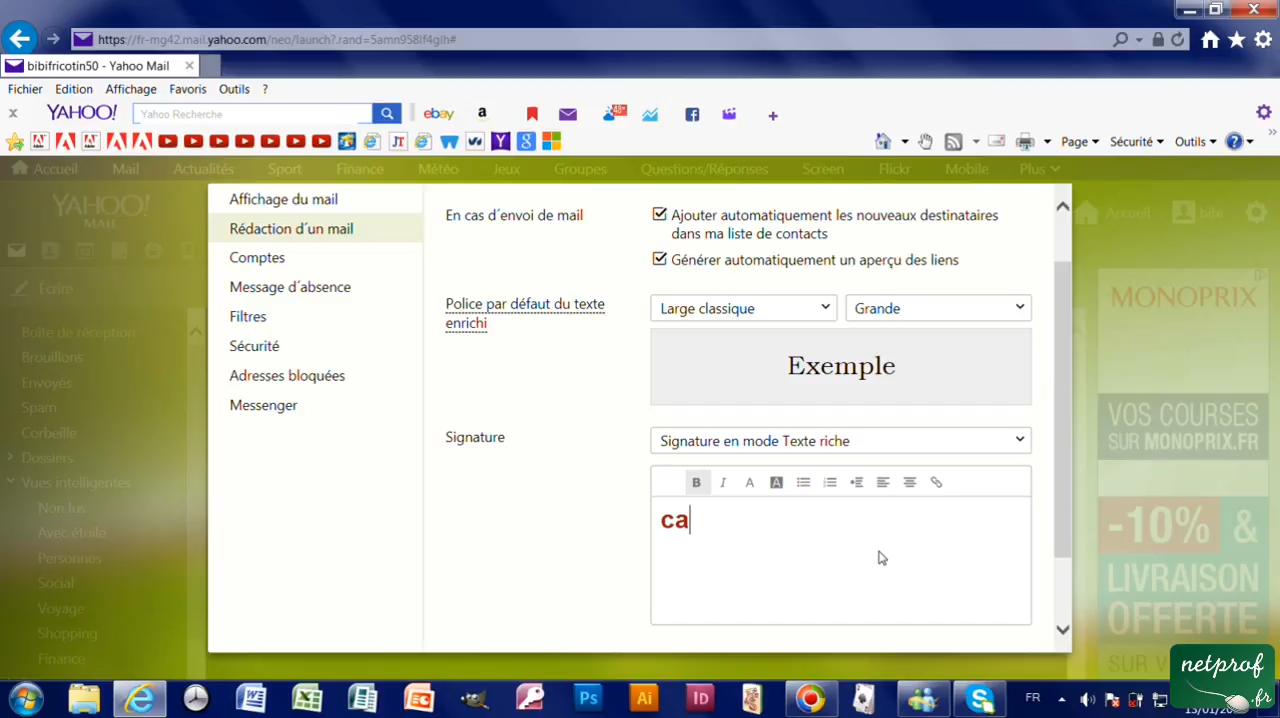 https://fr-mg42.mail.yahoo.com/neo/launch?.rand=5amn958lf4glh#
bibifricotin50 - Yahoo Mail
Fichier Edition Affichage Favoris Outils ?
YAHOO! Yahoo Recherche ebay a
Page Sécurité Outils
Accueil Mail Actualités Sport Finance Météo Jeux Groupes Questions/Réponses Screen Flickr Mobile Plus
YAHOO!
MAIL
Accueil bibi
Ecrire
Boîte de réception
Brouillons
Envoyés
Spam
Corbeille
Dossiers
Vues intelligentes
Non lus
Avec étoile
Personnes
Social
Voyage
Shopping
Finance
Affichage du mail
Rédaction d´un mail
Comptes
Message d´absence
Filtres
Sécurité
Adresses bloquées
Messenger
En cas d´envoi de mail
Ajouter automatiquement les nouveaux destinataires
dans ma liste de contacts
Générer automatiquement un aperçu des liens
Police par défaut du texte
enrichi
Large classique Grande
Exemple
Signature
Signature en mode Texte riche
B I A A
ca
MONOPRIX
VOS COURSES
SUR MONOPRIX.FR
-10% &
LIVRAISON
OFFERTE
netprof
FR